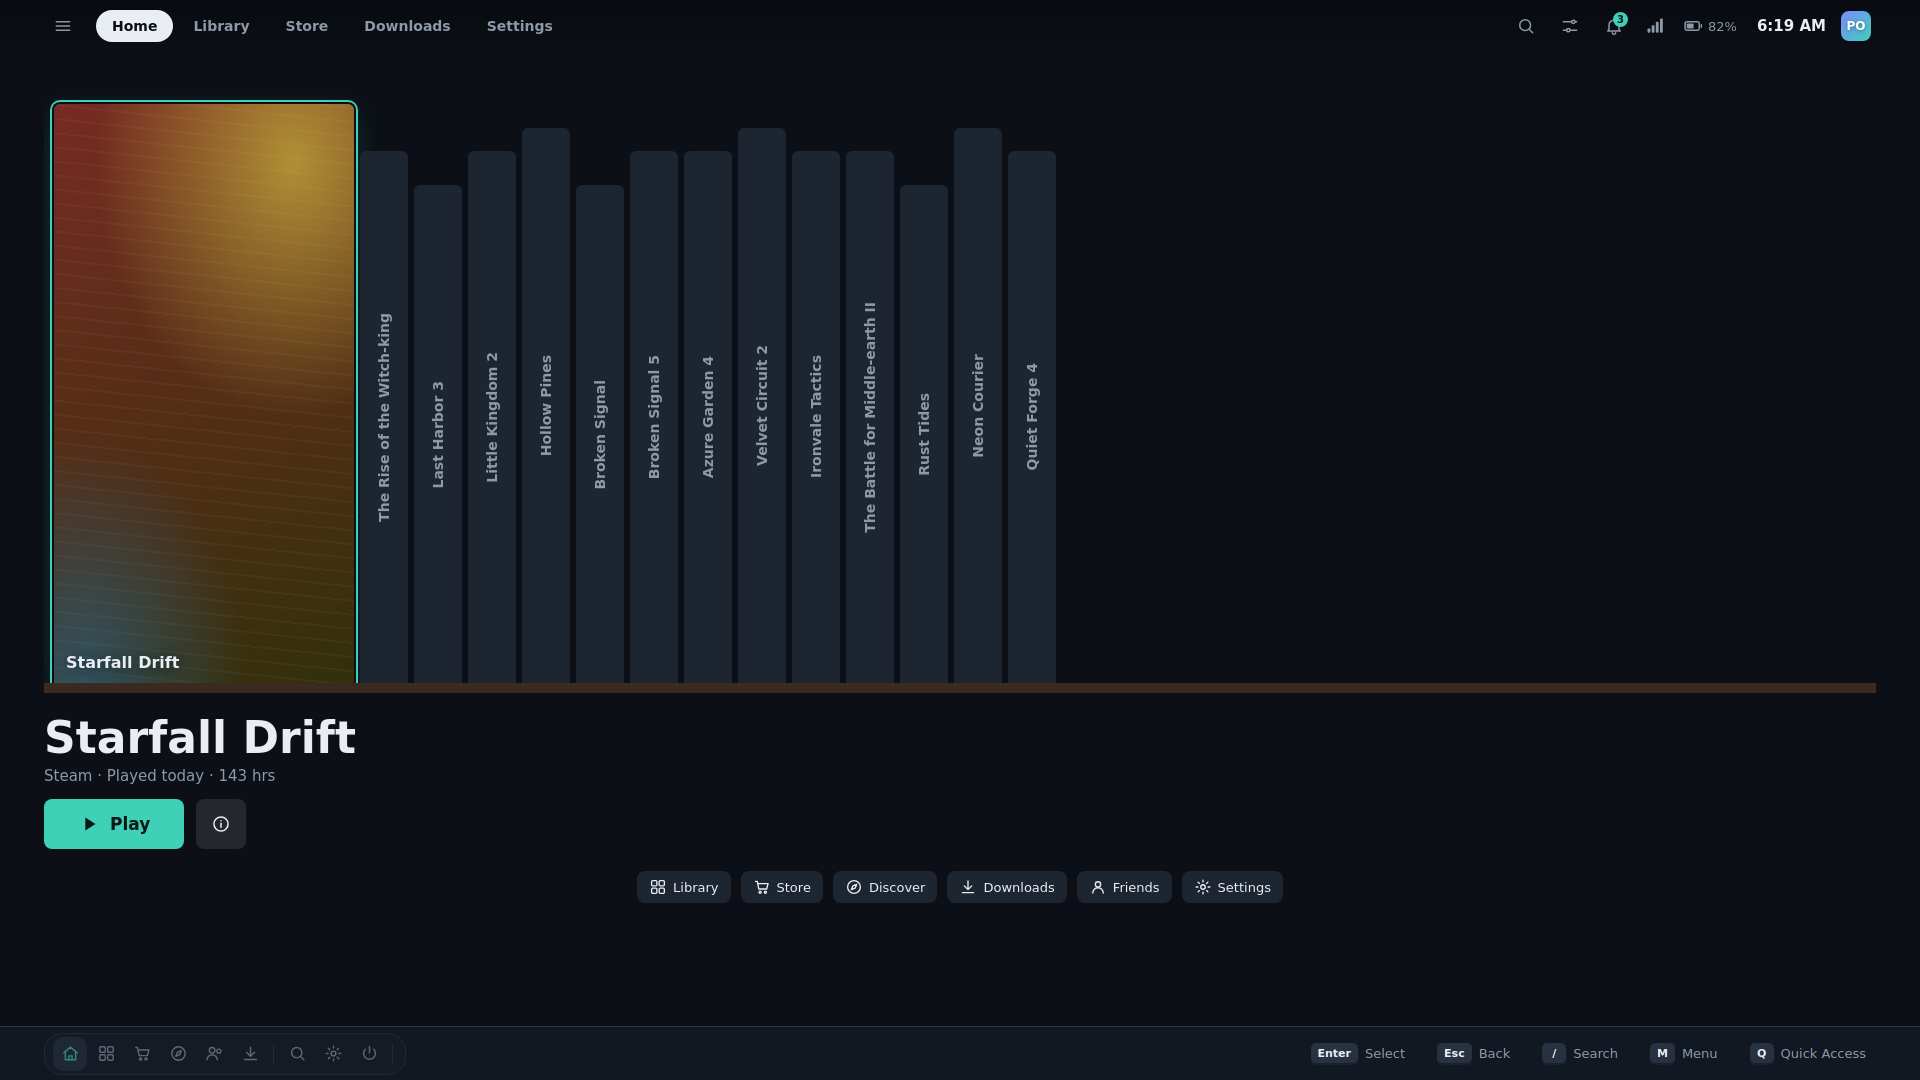 Home Library Store Downloads Settings
3
82%
6:19 AM
PO
Starfall Drift
The Rise of the Witch-king
Last Harbor 3
Little Kingdom 2
Hollow Pines
Broken Signal
Broken Signal 5
Azure Garden 4
Velvet Circuit 2
Ironvale Tactics
The Battle for Middle-earth II
Rust Tides
Neon Courier
Quiet Forge 4
Starfall Drift
Steam · Played today · 143 hrs
Play
Library Store Discover Downloads Friends Settings
Enter Select Esc Back / Search M Menu Q Quick Access